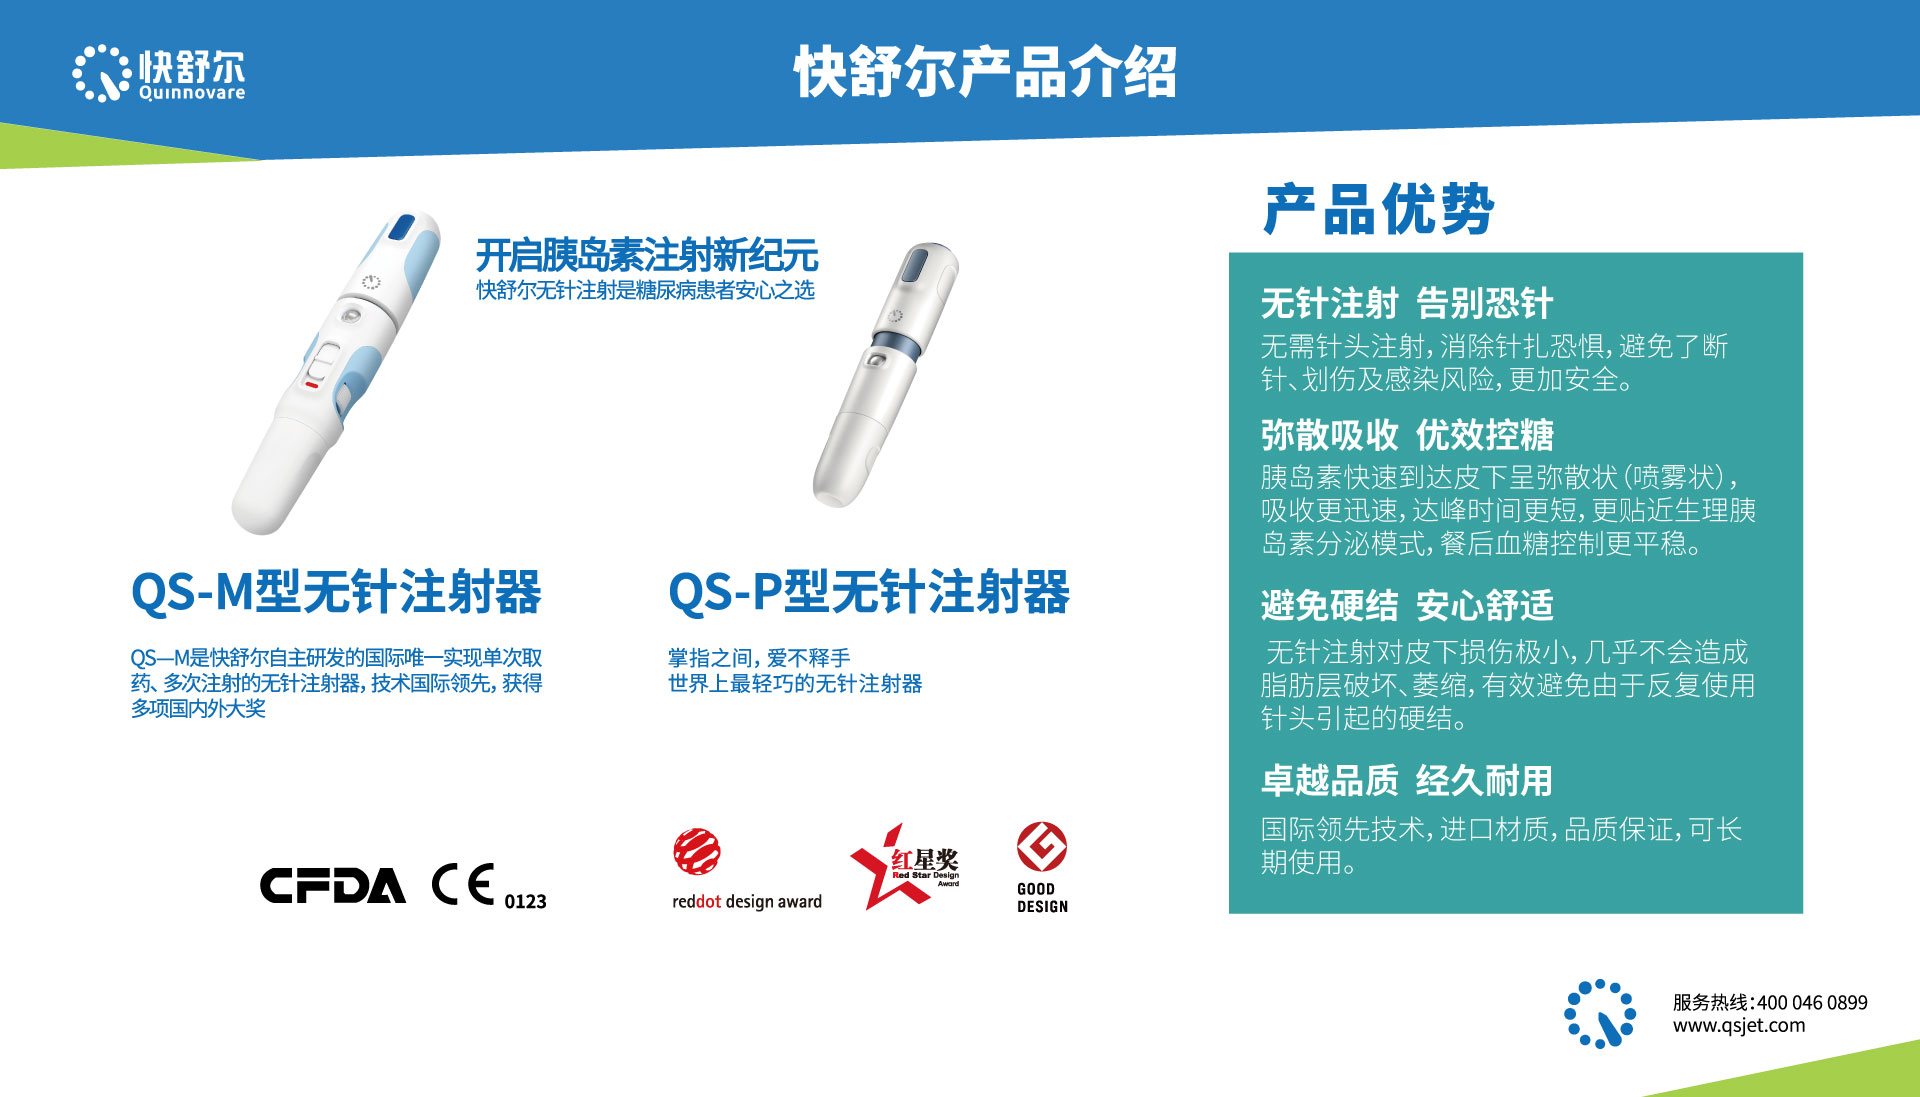 快舒尔
Quinnovare
快舒尔产品介绍
开启胰岛素注射新纪元
快舒尔无针注射是糖尿病患者安心之选
QS-M型无针注射器
QS—M是快舒尔自主研发的国际唯一实现单次取
药、多次注射的无针注射器，技术国际领先，获得
多项国内外大奖
QS-P型无针注射器
掌指之间，爱不释手
世界上最轻巧的无针注射器
CFDA
CE 0123
reddot design award
红星奖
Red Star Design
Award
GOOD
DESIGN
产品优势
无针注射 告别恐针
无需针头注射，消除针扎恐惧，避免了断
针、划伤及感染风险，更加安全。
弥散吸收 优效控糖
胰岛素快速到达皮下呈弥散状（喷雾状），
吸收更迅速，达峰时间更短，更贴近生理胰
岛素分泌模式，餐后血糖控制更平稳。
避免硬结 安心舒适
无针注射对皮下损伤极小，几乎不会造成
脂肪层破坏、萎缩，有效避免由于反复使用
针头引起的硬结。
卓越品质 经久耐用
国际领先技术，进口材质，品质保证，可长
期使用。
服务热线：400 046 0899
www.qsjet.com